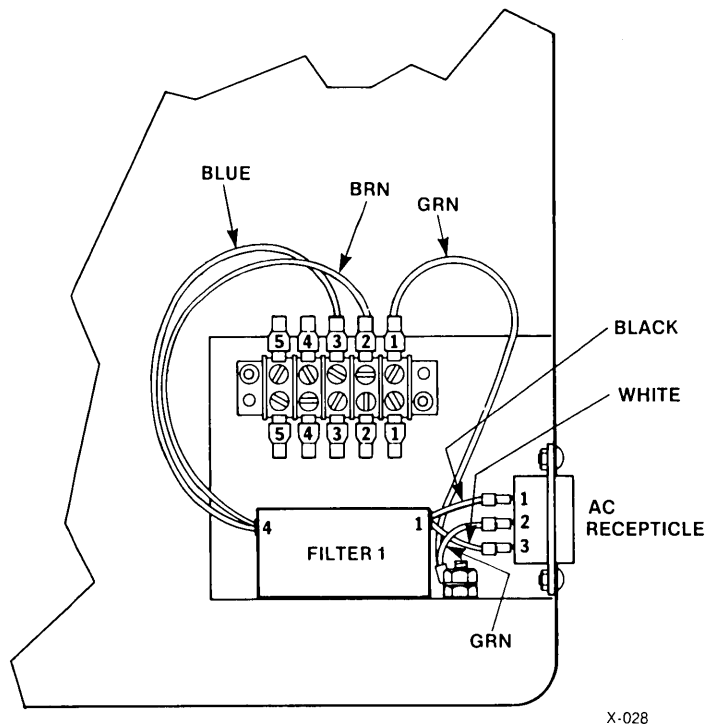 BLUE
BRN
GRN
5 4 3 2 1
BLACK
WHITE
5 4 3 2 1
4
FILTER 1
1
1
2
3
AC
RECEPTICLE
GRN
X-028